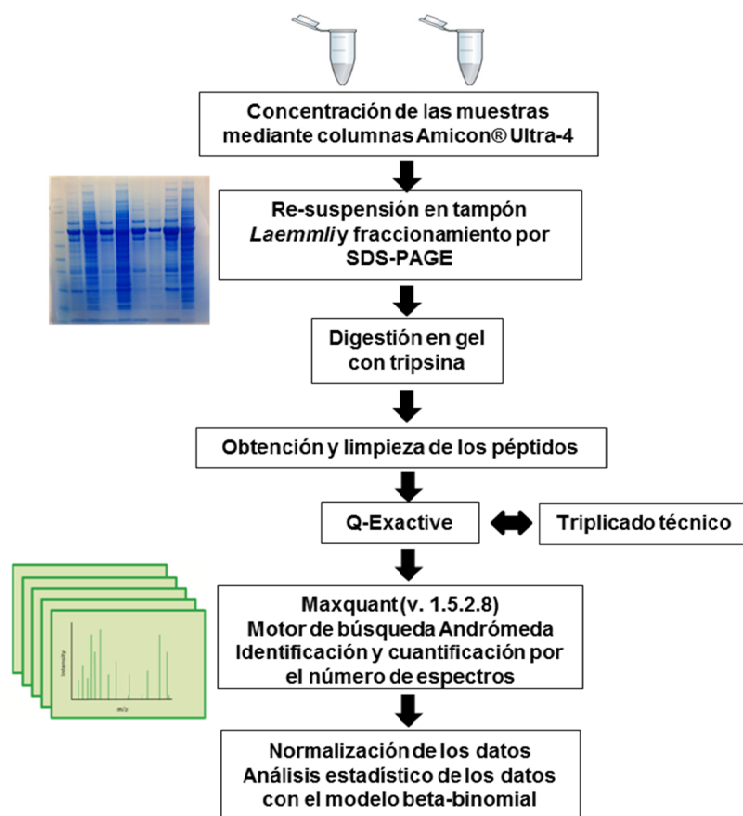 Concentración de las muestras
mediante columnas Amicon® Ultra-4
Re-suspensión en tampón
Laemmli y fraccionamiento por
SDS-PAGE
Digestión en gel
con tripsina
Obtención y limpieza de los péptidos
Q-Exactive
Triplicado técnico
Maxquant (v. 1.5.2.8)
Motor de búsqueda Andrómeda
Identificación y cuantificación por
el número de espectros
Intensity
m/z
Normalización de los datos
Análisis estadístico de los datos
con el modelo beta-binomial